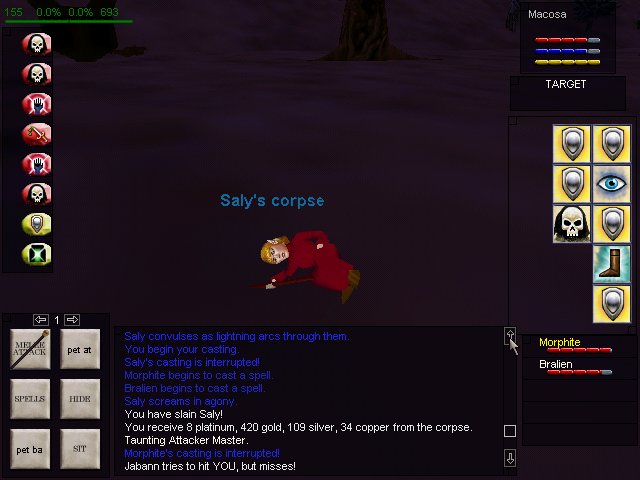 155 0.0% 0.0% 693
Macosa
TARGET
Saly's corpse
1
MELEE ATTACK
pet at
SPELLS
HIDE
pet ba
SIT
Saly convulses as lightning arcs through them.
You begin your casting.
Saly's casting is interrupted!
Morphite begins to cast a spell.
Bralien begins to cast a spell.
Saly screams in agony.
You have slain Saly!
You receive 8 platinum, 420 gold, 109 silver, 34 copper from the corpse.
Taunting Attacker Master.
Morphite's casting is interrupted!
Jabann tries to hit YOU, but misses!
Morphite
Bralien